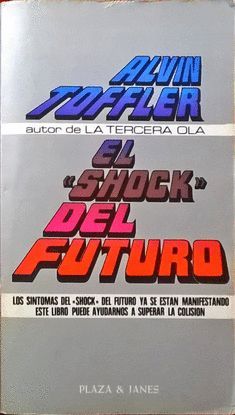 ALVIN
TOFFLER
autor de LA TERCERA OLA
EL
«SHOCK»
DEL
FUTURO
LOS SINTOMAS DEL «SHOCK» DEL FUTURO YA SE ESTAN MANIFESTANDO
ESTE LIBRO PUEDE AYUDARNOS A SUPERAR LA COLISION
PLAZA & JANES